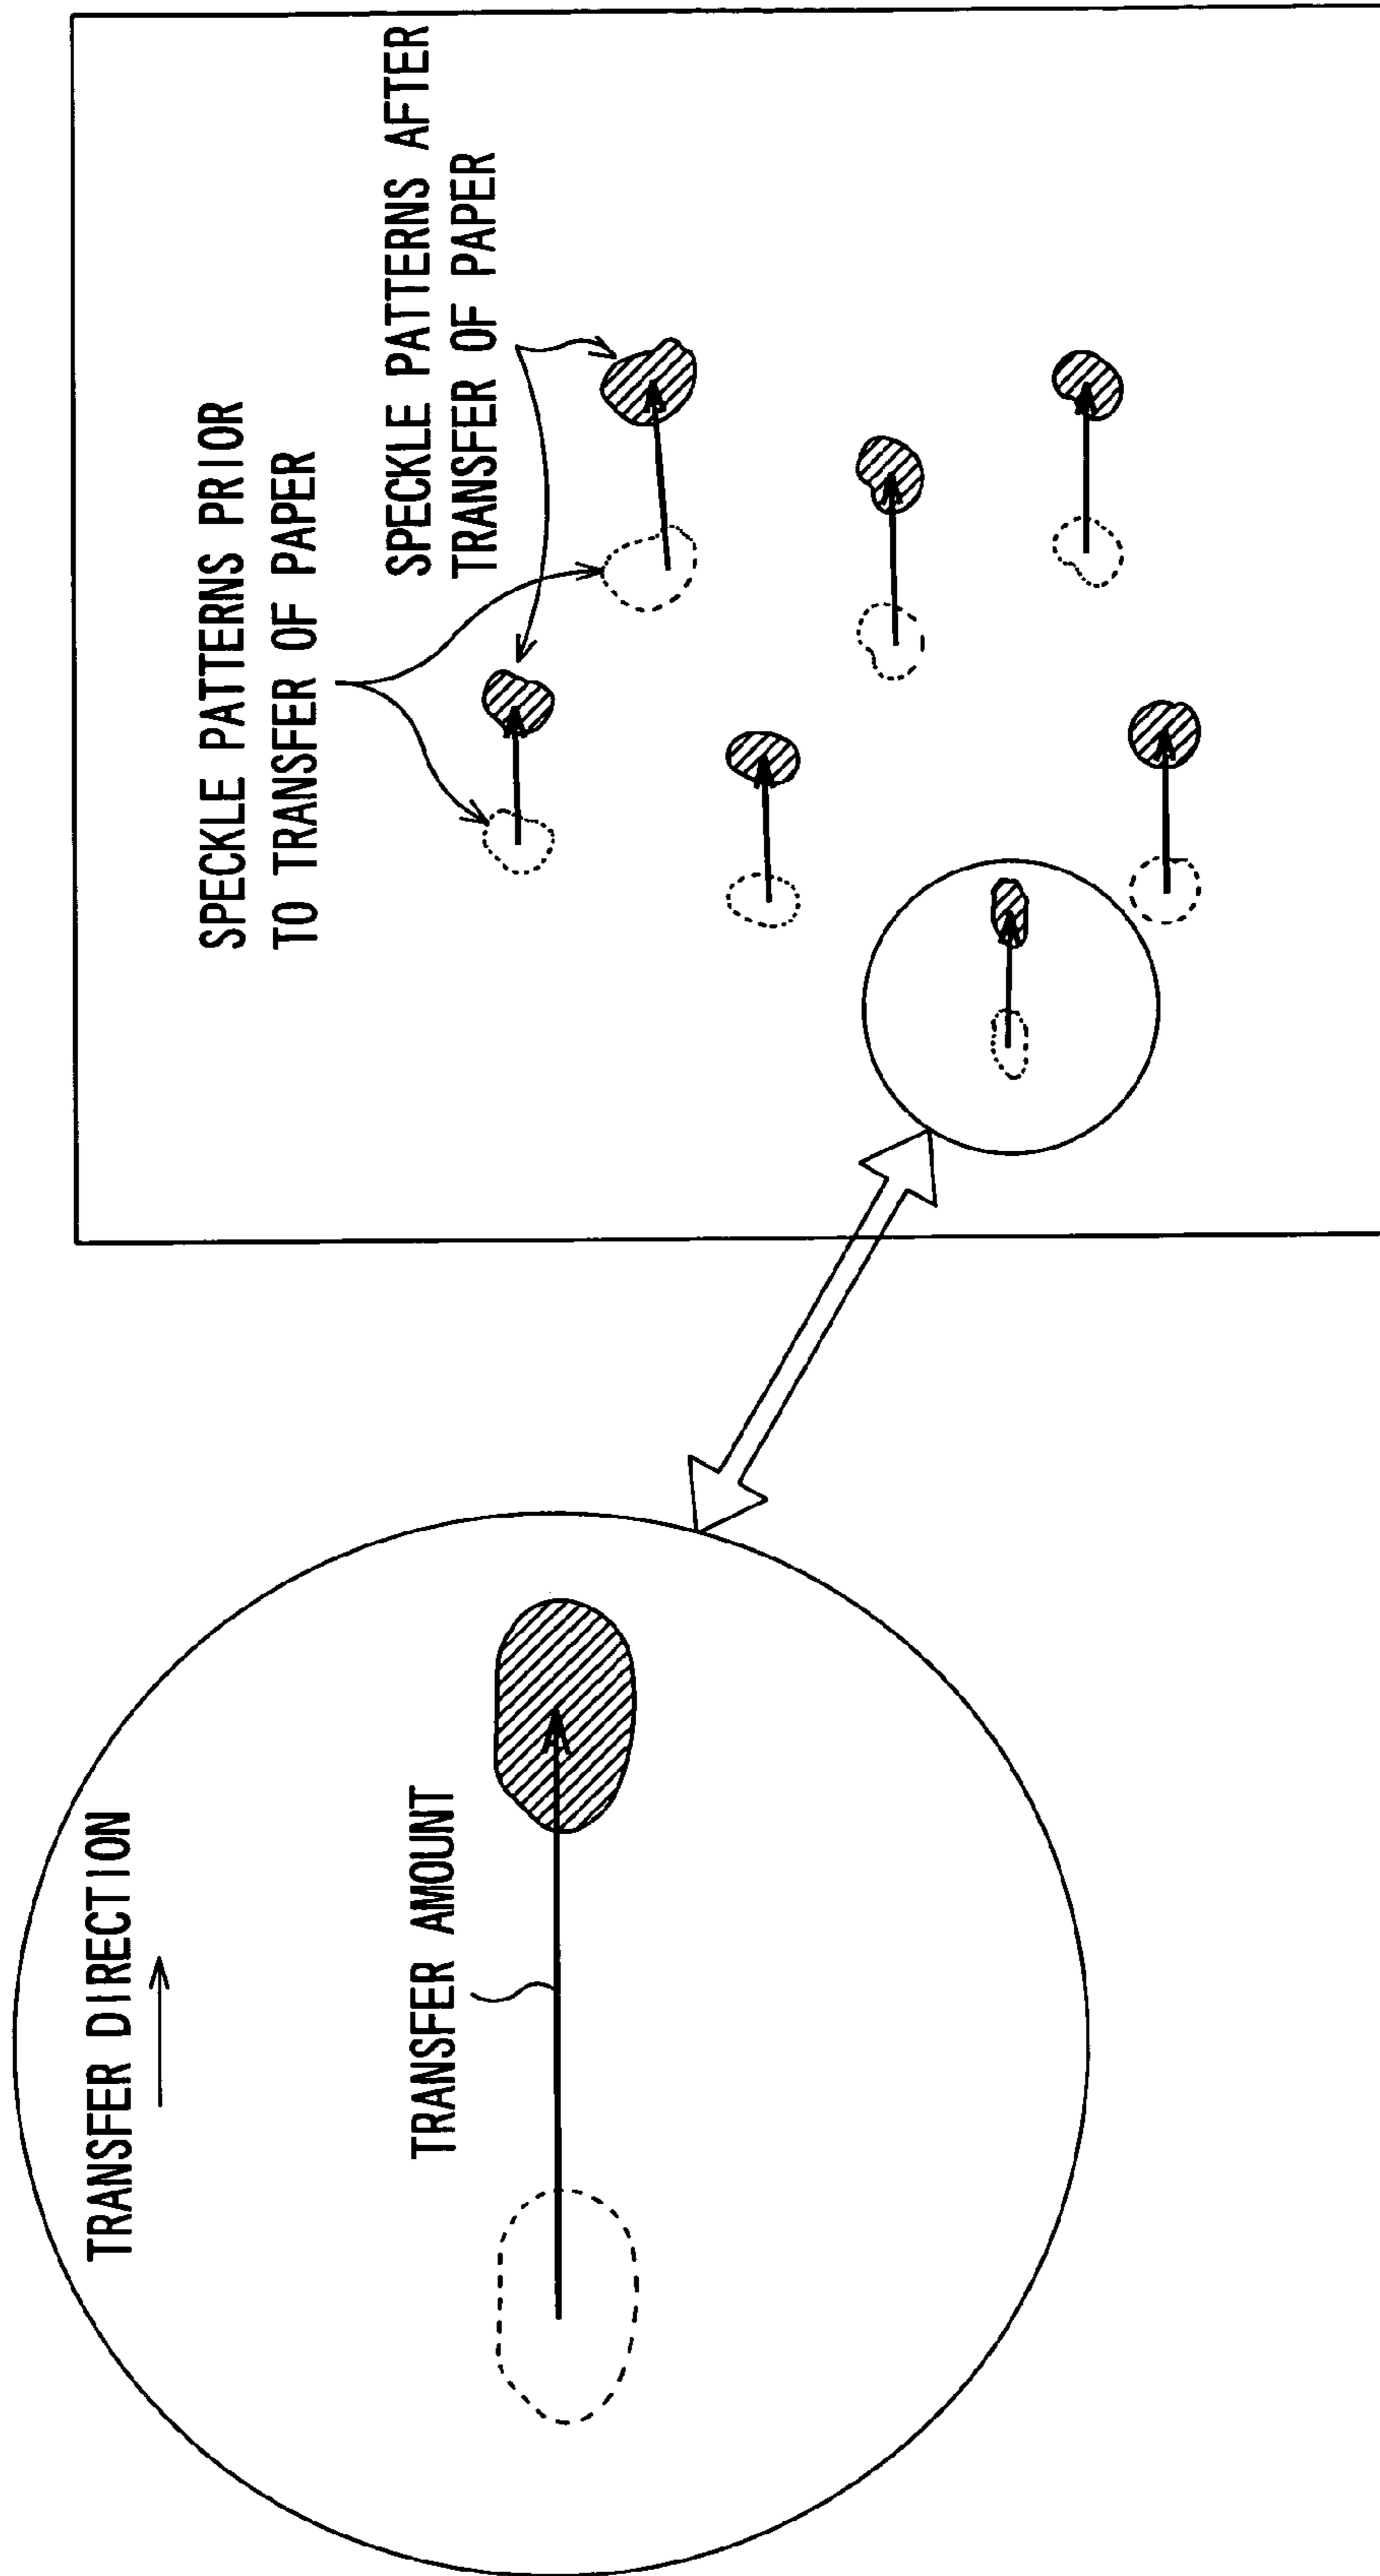 TRANSFER DIRECTION
TRANSFER AMOUNT
SPECKLE PATTERNS PRIOR
TO TRANSFER OF PAPER
SPECKLE PATTERNS AFTER
TRANSFER OF PAPER